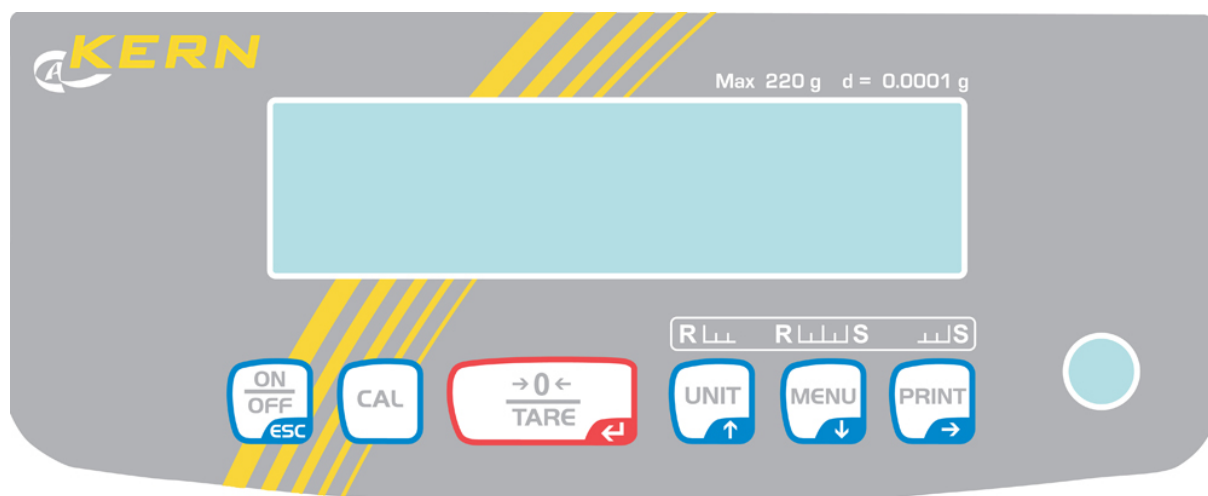 KERN
A
Max 220 g d = 0.0001 g
R R S S
ON
OFF
ESC
CAL
→0←
TARE
UNIT
MENU
PRINT